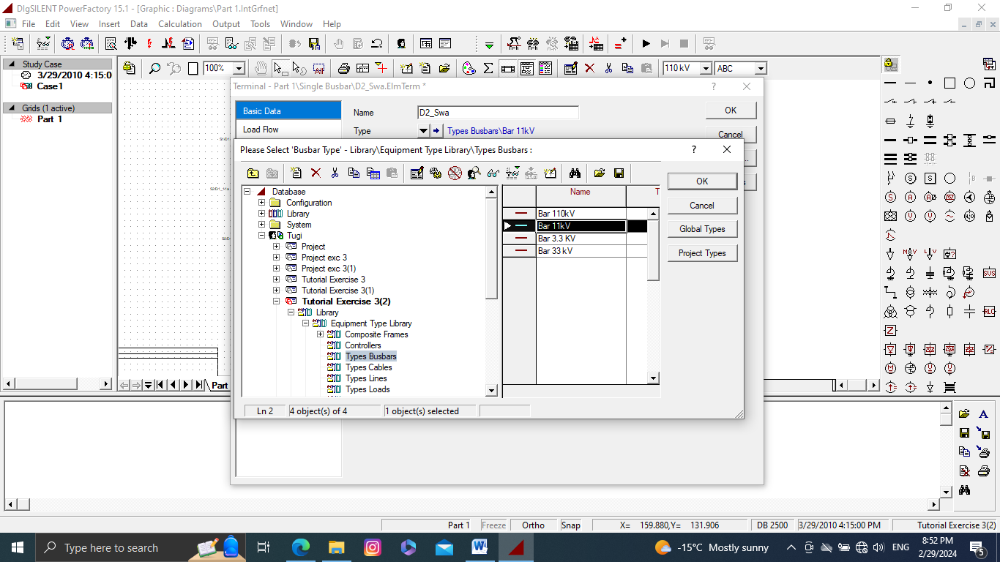 DIgSILENT PowerFactory 15.1 - [Graphic : Diagrams\Part 1.IntGrfnet]
File Edit View Insert Data Calculation Output Tools Window Help
Study Case
3/29/2010 4:15:0
Case1
Grids (1 active)
Part 1
100%
110 kV
ABC
Terminal - Part 1\Single Busbar\D2_Swa.ElmTerm *
Basic Data
Load Flow
Name
D2_Swa
Type
Types Busbars\Bar 11kV
OK
Cancel
Please Select 'Busbar Type' - Library\Equipment Type Library\Types Busbars :
Database
Configuration
Library
System
Tugi
Project
Project exc 3
Project exc 3(1)
Tutorial Exercise 3
Tutorial Exercise 3(1)
Tutorial Exercise 3(2)
Library
Equipment Type Library
Composite Frames
Controllers
Types Busbars
Types Cables
Types Lines
Types Loads
Name T
Bar 110kV
Bar 11kV
Bar 3.3 KV
Bar 33 kV
OK
Cancel
Global Types
Project Types
Ln 2
4 object(s) of 4
1 object(s) selected
Part
SVS
RLC
Part 1
Freeze
Ortho
Snap
X= 159.880,Y= 131.906
DB 2500
3/29/2010 4:15:00 PM
Tutorial Exercise 3(2)
Type here to search
-15°C Mostly sunny
ENG
8:52 PM
2/29/2024
5